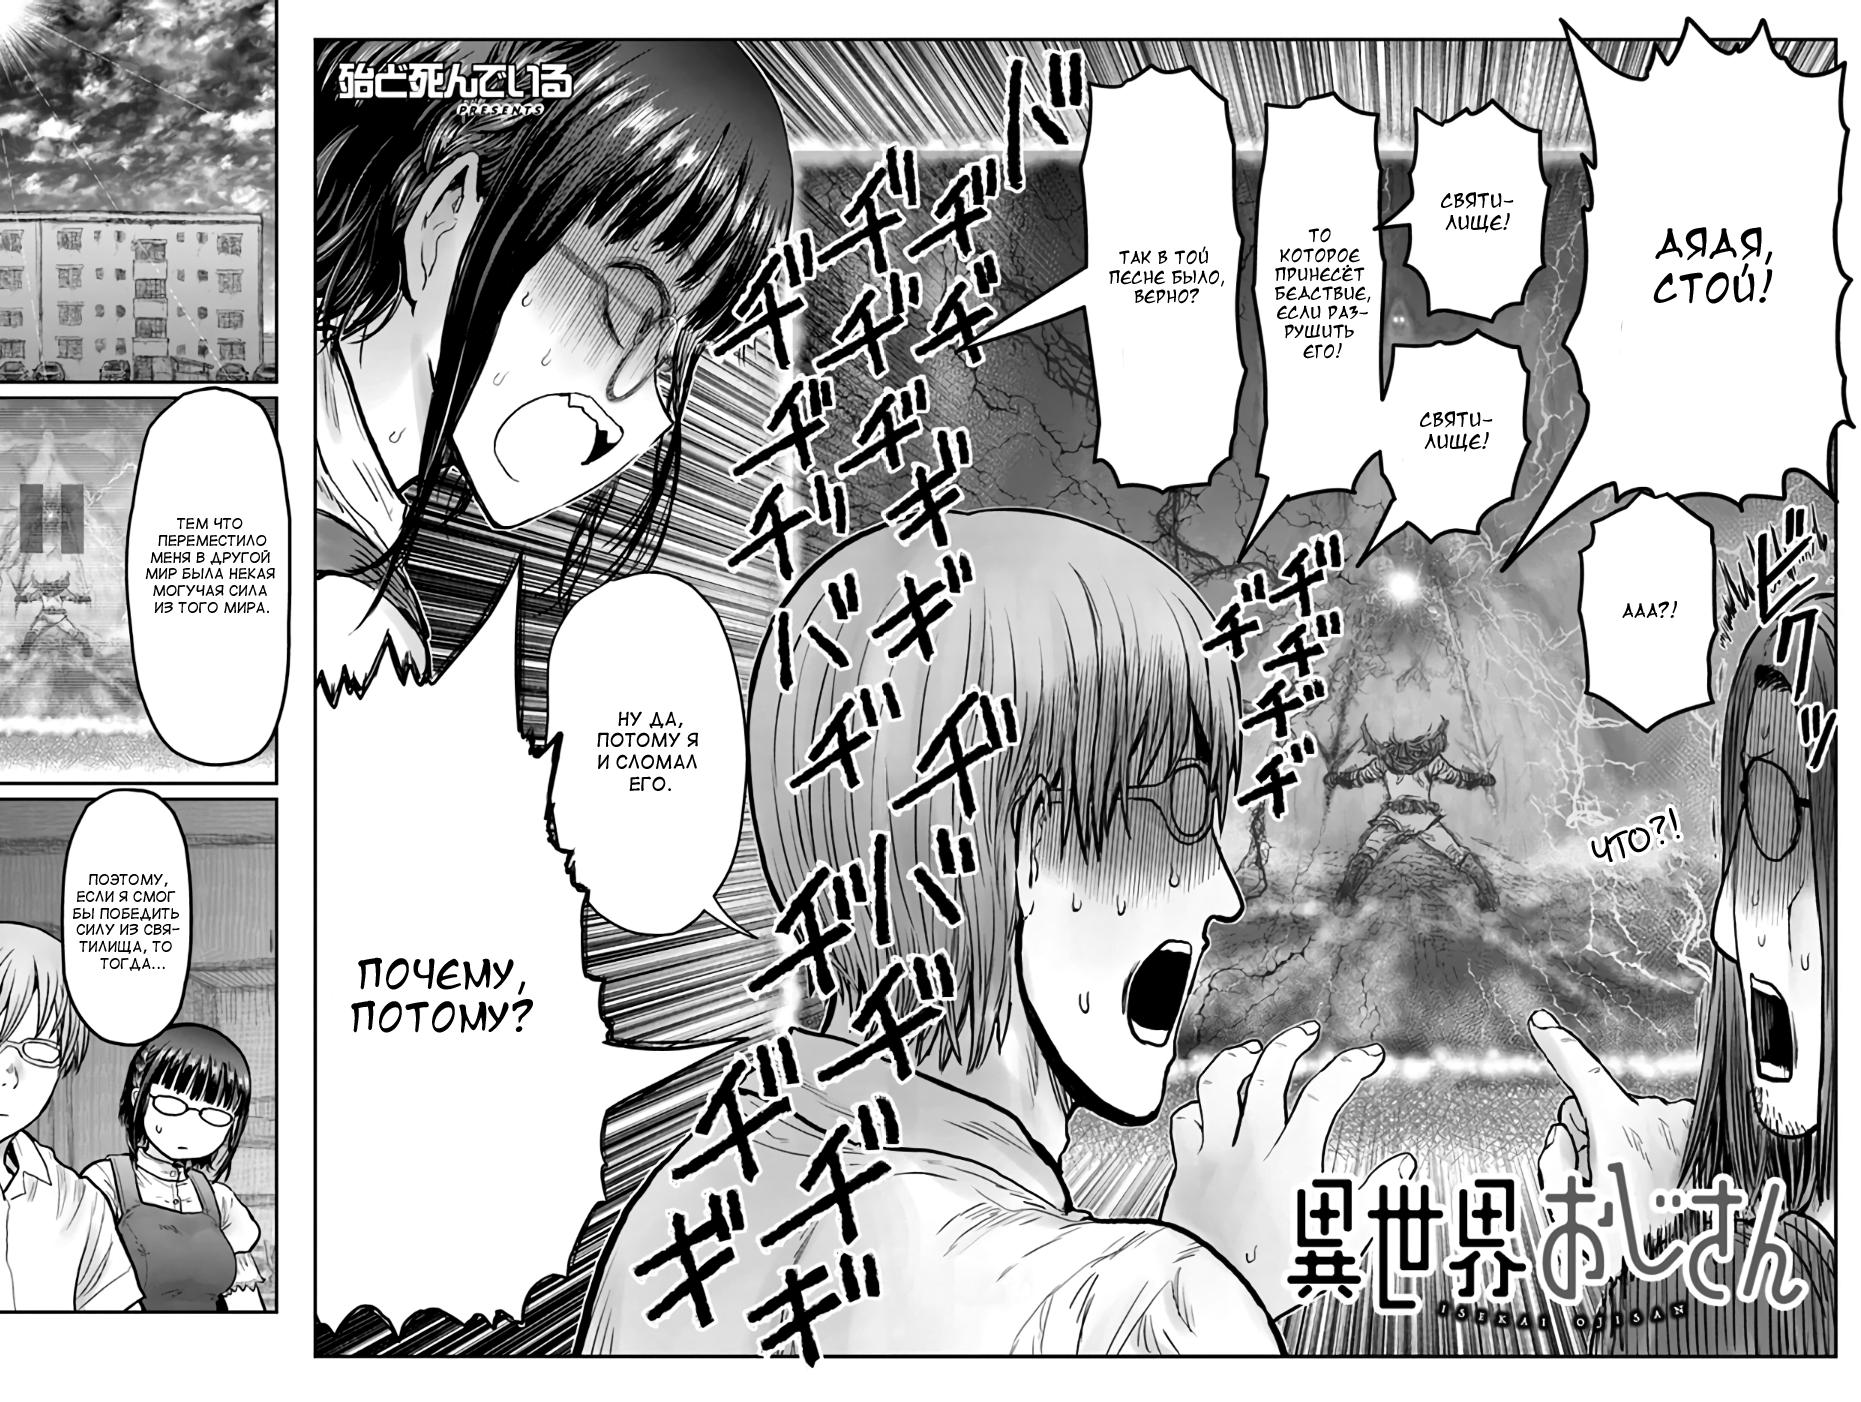 ДЯДЯ,
СТОЙ!
СВЯТИ-
ЛИЩЕ!
СВЯТИ-
ЛИЩЕ!
ТО
КОТОРОЕ
ПРИНЕСЁТ
БЕДСТВИЕ,
ЕСЛИ РАЗ-
РУШИТЬ
ЕГО!
ТАК В ТОЙ
ПЕСНЕ БЫЛО,
ВЕРНО?
ААА?!
ЧТО?!
殆ど死んでいる
PRESENTS
НУ ДА,
ПОТОМУ Я
И СЛОМАЛ
ЕГО.
ПОЧЕМУ,
ПОТОМУ?
異世界おじさん
ISEKAI OJISAN
ТЕМ ЧТО
ПЕРЕМЕСТИЛО
МЕНЯ В ДРУГОЙ
МИР БЫЛА НЕКАЯ
МОГУЧАЯ СИЛА
ИЗ ТОГО МИРА.
ПОЭТОМУ,
ЕСЛИ Я СМОГ
БЫ ПОБЕДИТЬ
СИЛУ ИЗ СВЯ-
ТИЛИЩА, ТО
ТОГДА...